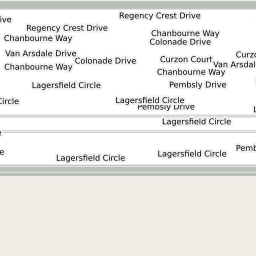 Regency Crest Drive
ive
Regency Crest Drive
Chanbourne Way
Chanbourne Way
Colonade Drive
Van Arsdale Drive
Colonade Drive
Curzon Court
Curzo
Chanbourne Way
Van Arsdal
Chanbourne Way
Lagersfield Circle
Pembsly Drive
Circle
Lagersfield Circle
Pembsly Drive
Lagersfield Circle
e
Lagersfield Circle
Lagersfield Circle
Pemb